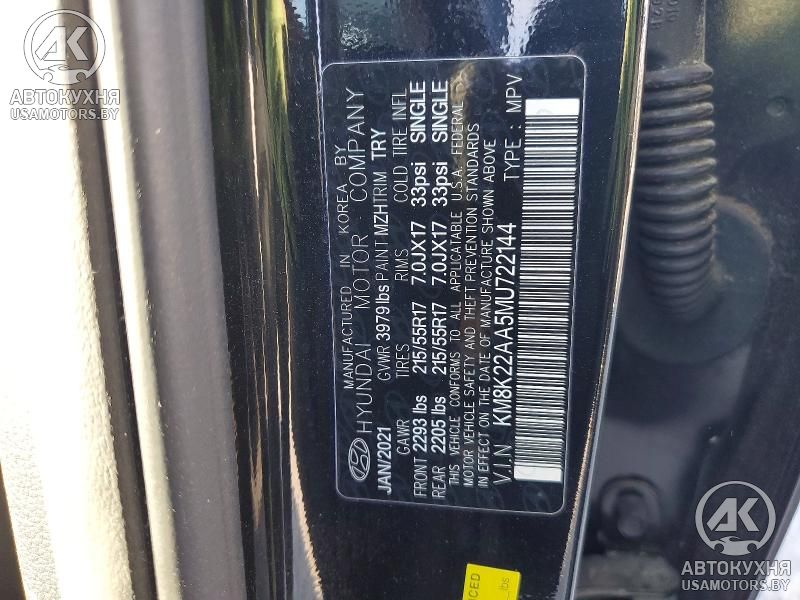 MANUFACTURED IN KOREA BY
HYUNDAI MOTOR COMPANY
JAN/2021 GVWR 3979 lbs PAINT MZH TRIM TRY
GAWR TIRES RIMS COLD TIRE INFL
FRONT 2293 lbs 215/55R17 7.0JX17 33psi SINGLE
REAR 2205 lbs 215/55R17 7.0JX17 33psi SINGLE
THIS VEHICLE CONFORMS TO ALL APPLICABLE U.S.A. FEDERAL
MOTOR VEHICLE SAFETY AND THEFT PREVENTION STANDARDS
IN EFFECT ON THE DATE OF MANUFACTURE SHOWN ABOVE
V.I.N KM8K22AA5MU722144 TYPE : MPV
lbs
АК
АВТОКУХНЯ
USAMOTORS.BY
АК
АВТОКУХНЯ
USAMOTORS.BY